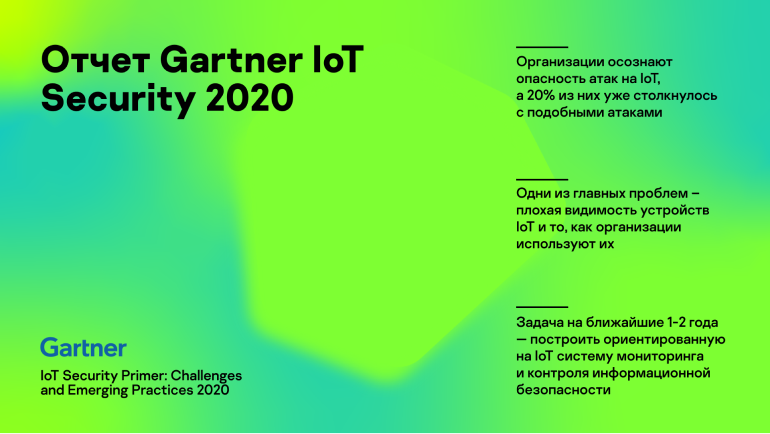 Отчет Gartner IoT
Security 2020
Организации осознают
опасность атак на IoT,
а 20% из них уже столкнулось
с подобными атаками
Одни из главных проблем –
плохая видимость устройств
IoT и то, как организации
используют их
Задача на ближайшие 1-2 года
— построить ориентированную
на IoT систему мониторинга
и контроля информационной
безопасности
Gartner
IoT Security Primer: Challenges
and Emerging Practices 2020